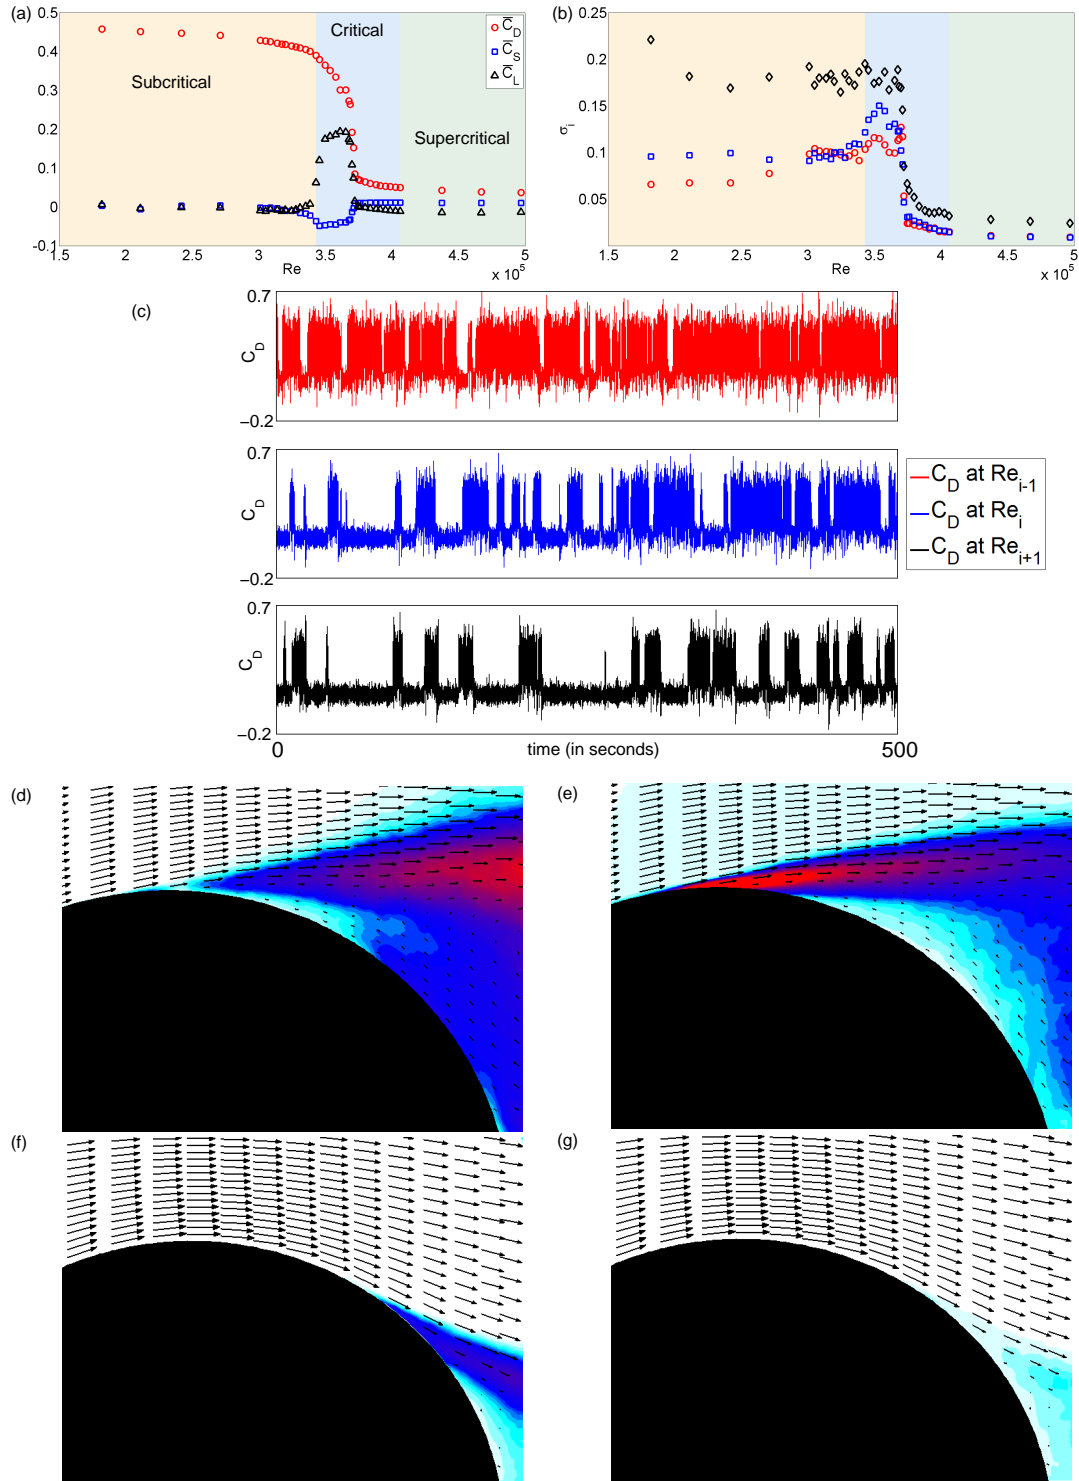 (a)
0.5
0.4
0.3
0.2
0.1
0
-0.1
1.5
2
2.5
3
3.5
4
4.5
5
Re
x 10^5
Subcritical
Critical
Supercritical
C̅_D
C̅_S
C̅_L
(b)
0.25
0.2
0.15
0.1
0.05
σ_i
1.5
2
2.5
3
3.5
4
4.5
5
Re
x 10^5
(c)
0.7
C_D
−0.2
0.7
C_D
−0.2
0.7
C_D
−0.2
0
time (in seconds)
500
C_D at Re_{i-1}
C_D at Re_i
C_D at Re_{i+1}
(d)
(e)
(f)
(g)